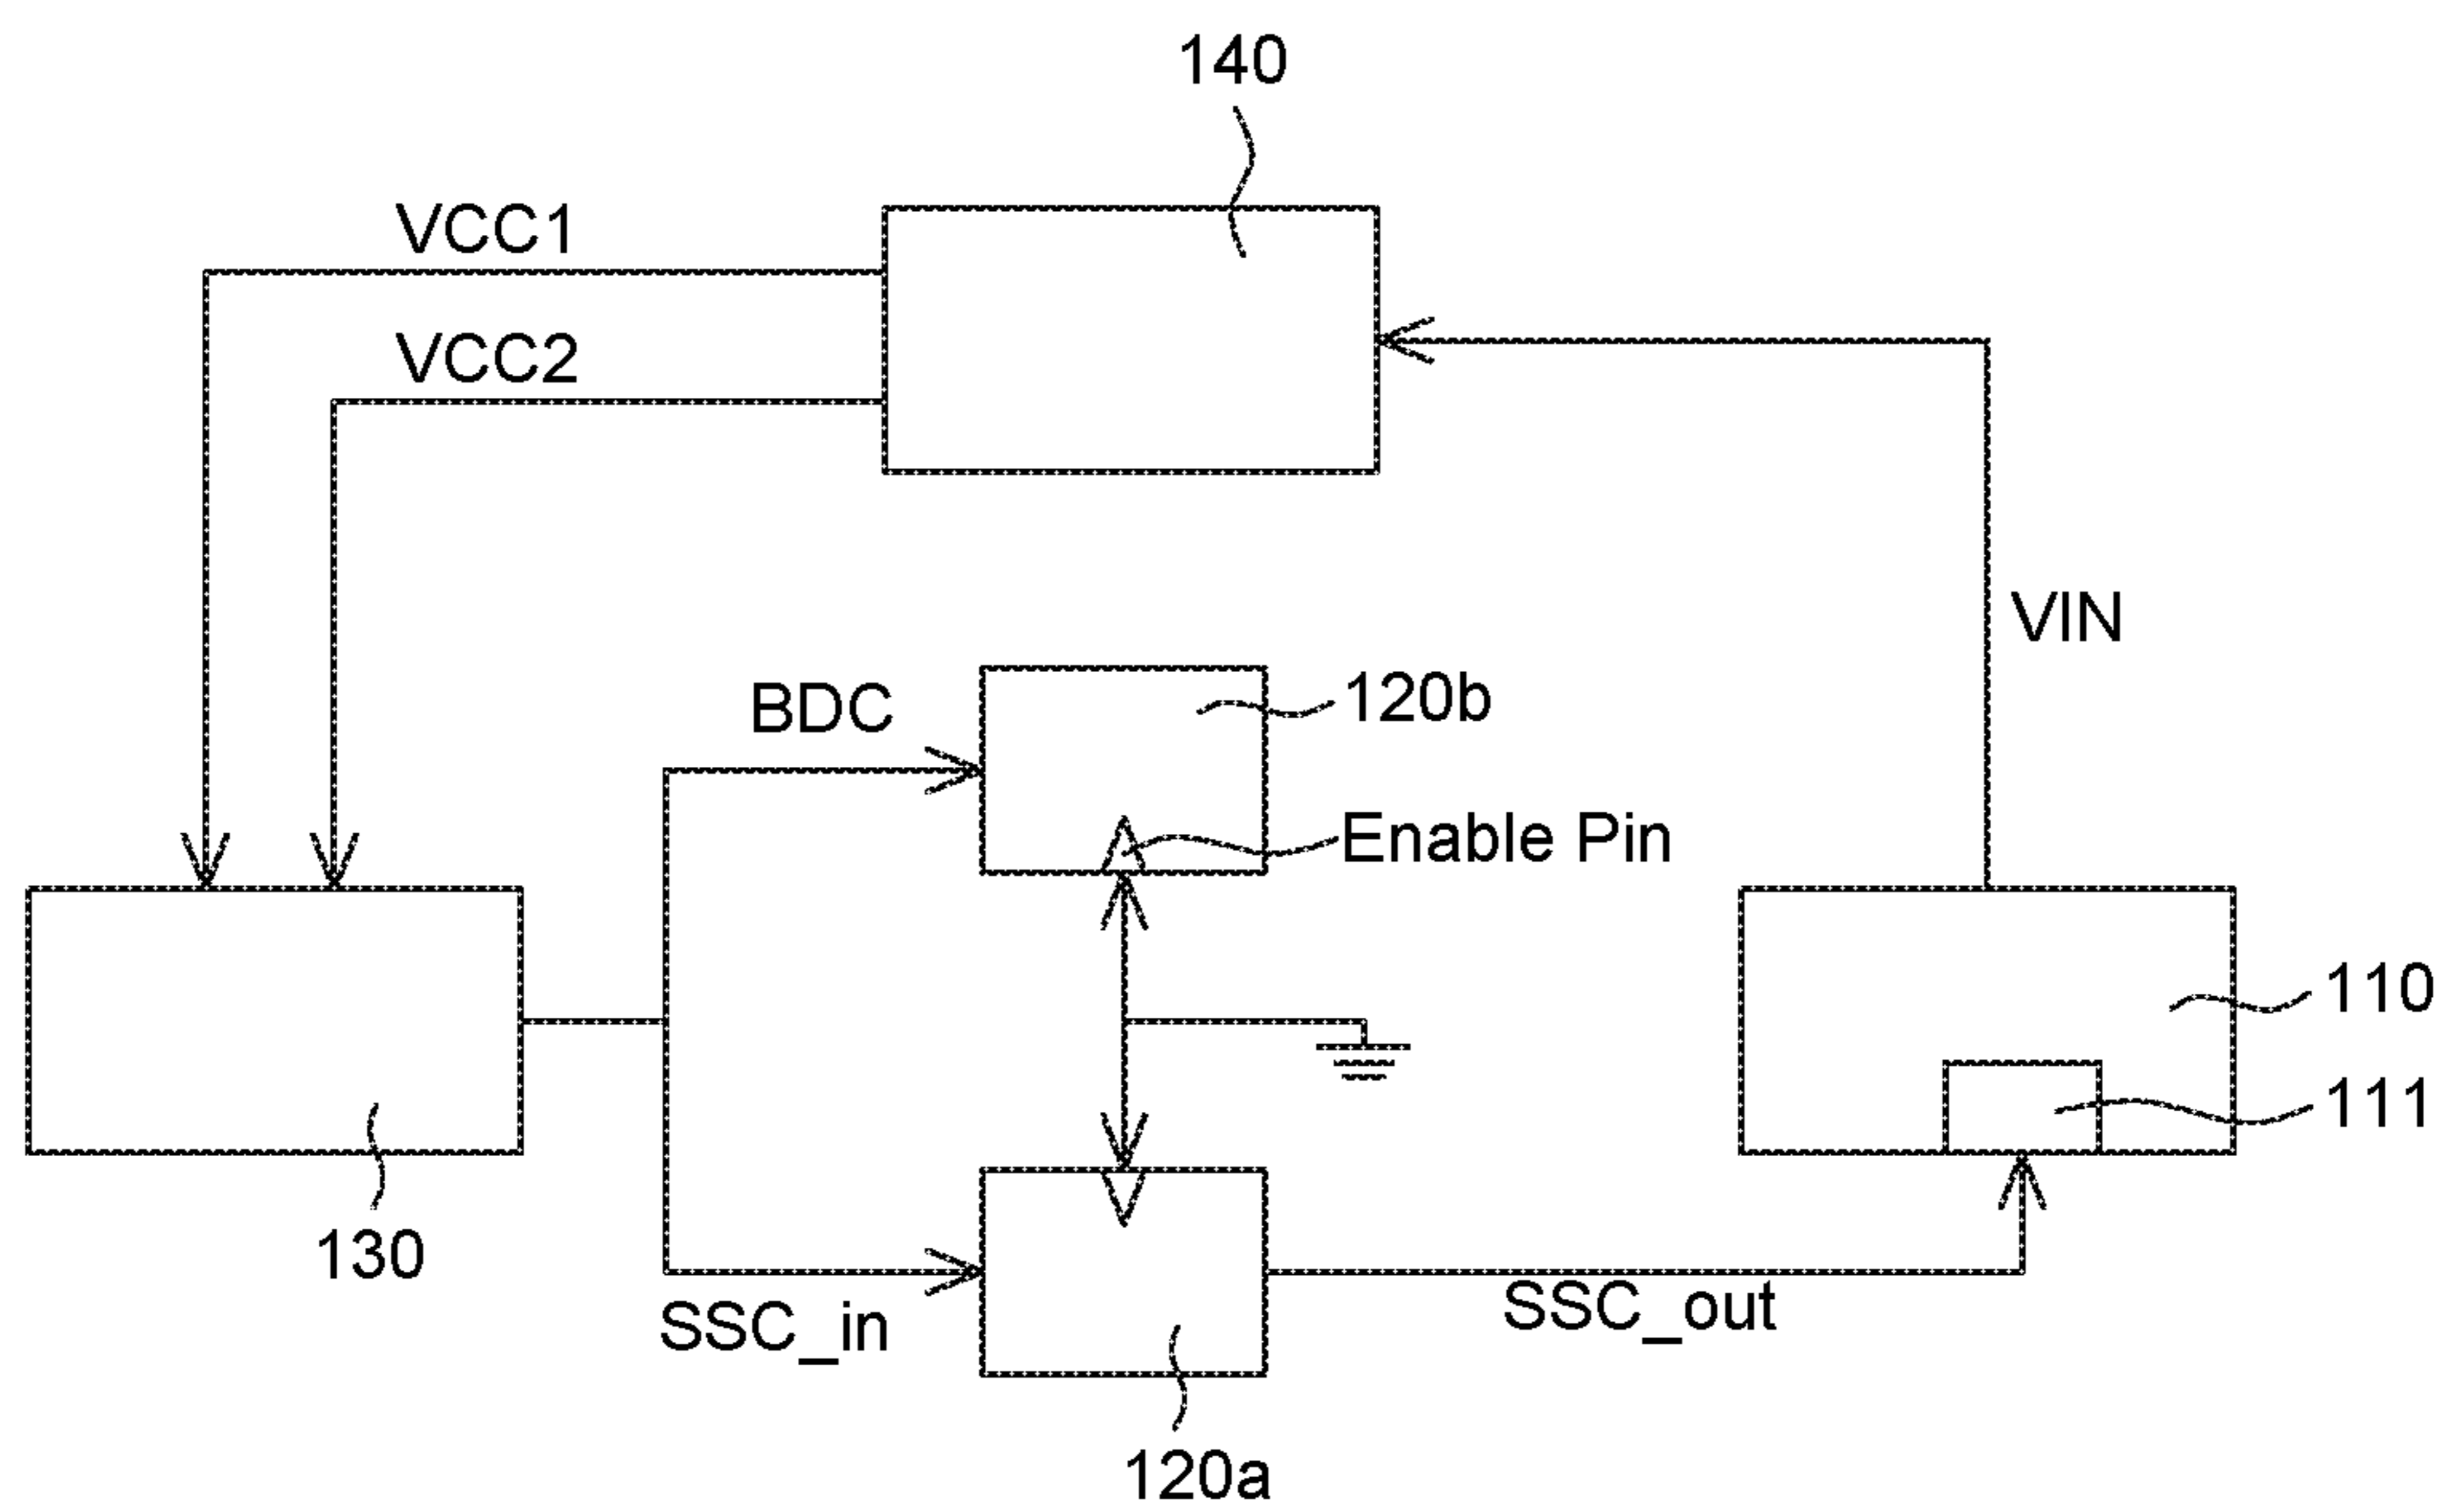 140
VCC1
VCC2
VIN
BDC
120b
Enable Pin
110
111
130
SSC_in
SSC_out
120a